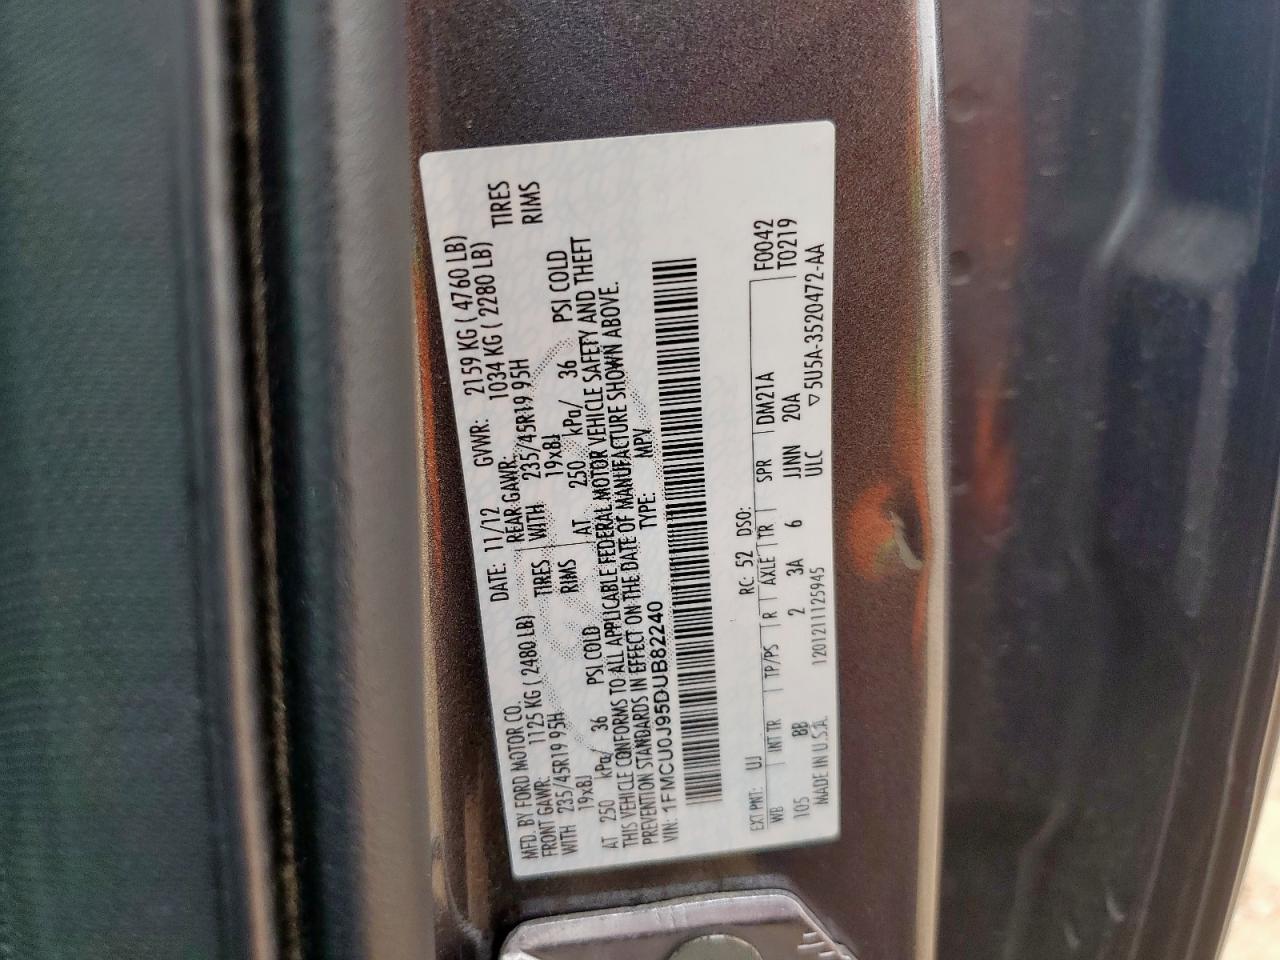 MFD. BY FORD MOTOR CO. DATE: 11/12 GVWR: 2159 KG ( 4760 LB)
FRONT GAWR: 1125 KG ( 2480 LB) REAR GAWR: 1034 KG ( 2280 LB)
WITH 235/45R19 95H TIRES WITH 235/45R19 95H TIRES
19x8J RIMS 19x8J RIMS
AT 250 kPa/ 36 PSI COLD AT 250 kPa/ 36 PSI COLD
THIS VEHICLE CONFORMS TO ALL APPLICABLE FEDERAL MOTOR VEHICLE SAFETY AND THEFT
PREVENTION STANDARDS IN EFFECT ON THE DATE OF MANUFACTURE SHOWN ABOVE.
VIN: 1FMCU0J95DUB82240 TYPE: MPV
EXT PNT: UJ RC: 52 DSO: F0042
WB INT TR TP/PS R AXLE TR SPR DM21A T0219
105 BB 2 3A 6 JJNN 20A
MADE IN U.S.A. 120121112594​5 ULC ▽5U5A-3520472-AA